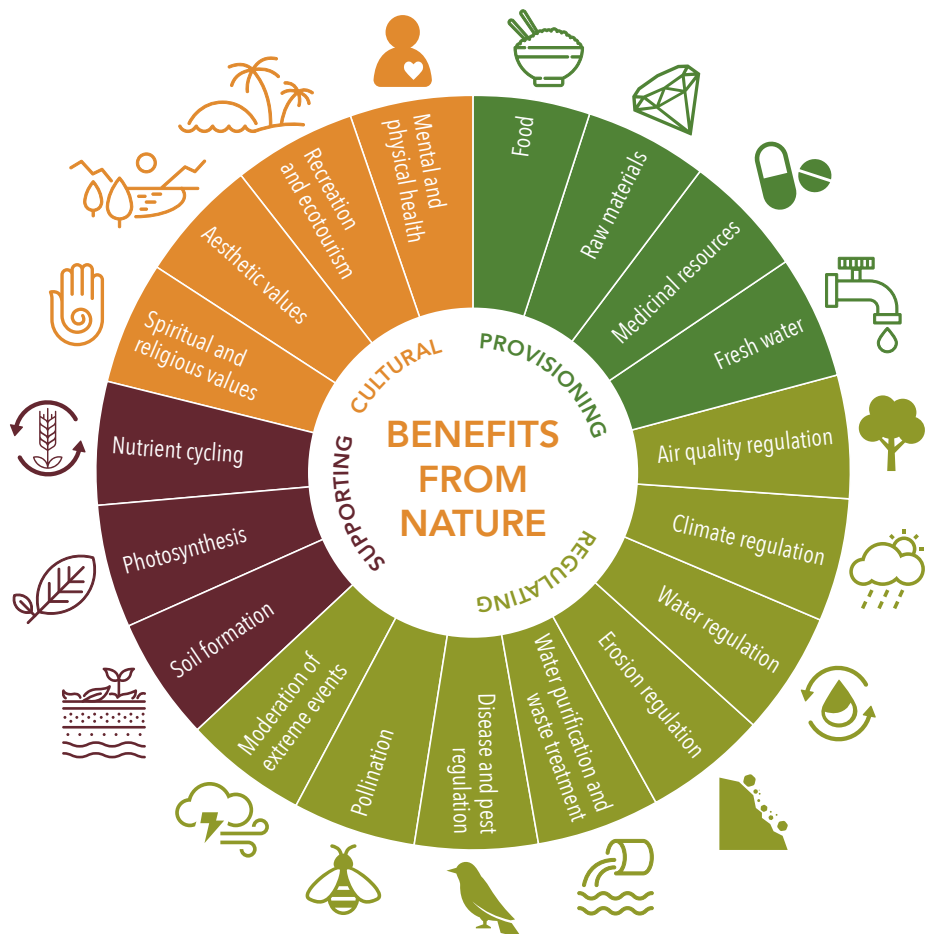 BENEFITS
FROM
NATURE
PROVISIONING
Food
Raw materials
Medicinal resources
Fresh water
REGULATING
Air quality regulation
Climate regulation
Water regulation
Erosion regulation
Water purification and
waste treatment
Disease and pest
regulation
Pollination
Moderation of
extreme events
SUPPORTING
Soil formation
Photosynthesis
Nutrient cycling
CULTURAL
Spiritual and
religious values
Aesthetic values
Recreation
and ecotourism
Mental and
physical health